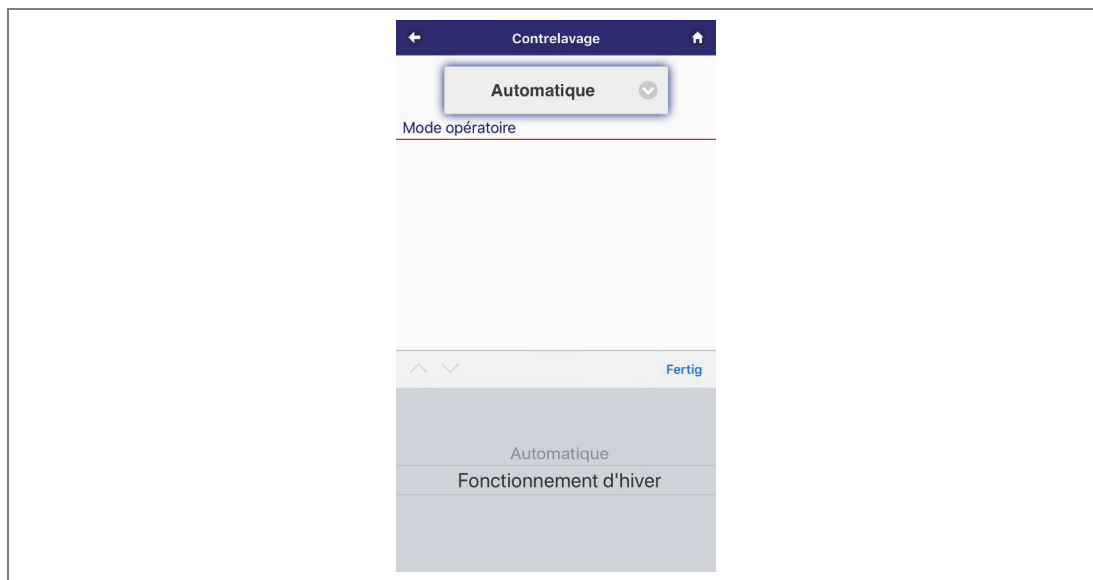 Contrelavage
Automatique
Mode opératoire
Fertig
Automatique
Fonctionnement d'hiver